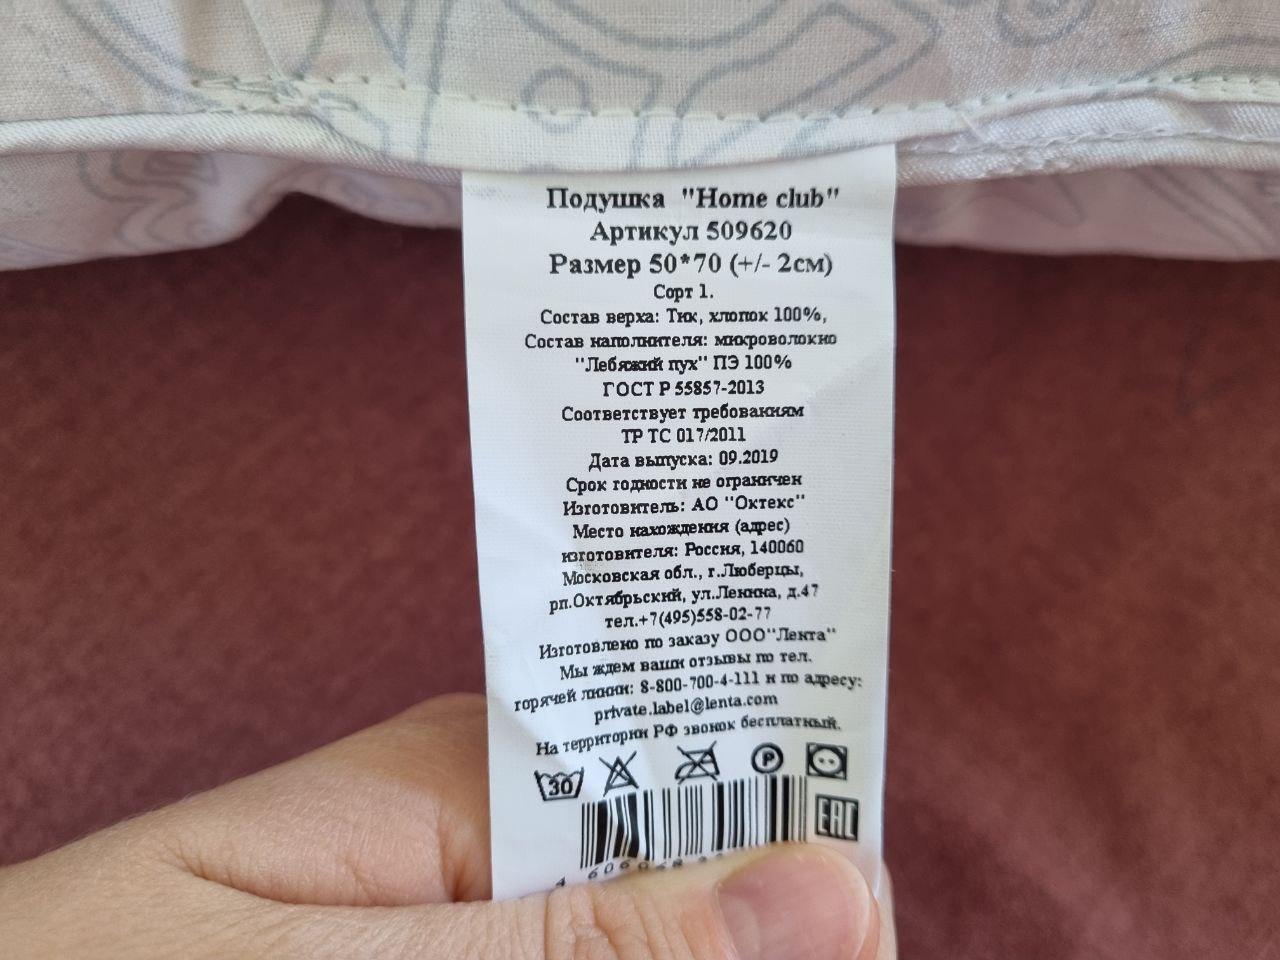 Подушка "Home club"
Артикул 509620
Размер 50*70 (+/- 2см)
Сорт 1.
Состав верха: Тик, хлопок 100%,
Состав наполнителя: микроволокно
"Лебяжий пух" ПЭ 100%
ГОСТ Р 55857-2013
Соответствует требованиям
ТР ТС 017/2011
Дата выпуска: 09.2019
Срок годности не ограничен
Изготовитель: АО "Октекс"
Место нахождения (адрес)
изготовителя: Россия, 140060
Московская обл., г.Люберцы,
рп.Октябрьский, ул.Ленина, д.47
тел.+7(495)558-02-77
Изготовлено по заказу ООО"Лента"
Мы ждем ваши отзывы по тел.
горячей линии: 8-800-700-4-111 и по адресу:
private.label@lenta.com
На территории РФ звонок бесплатный.
30 P
EAC